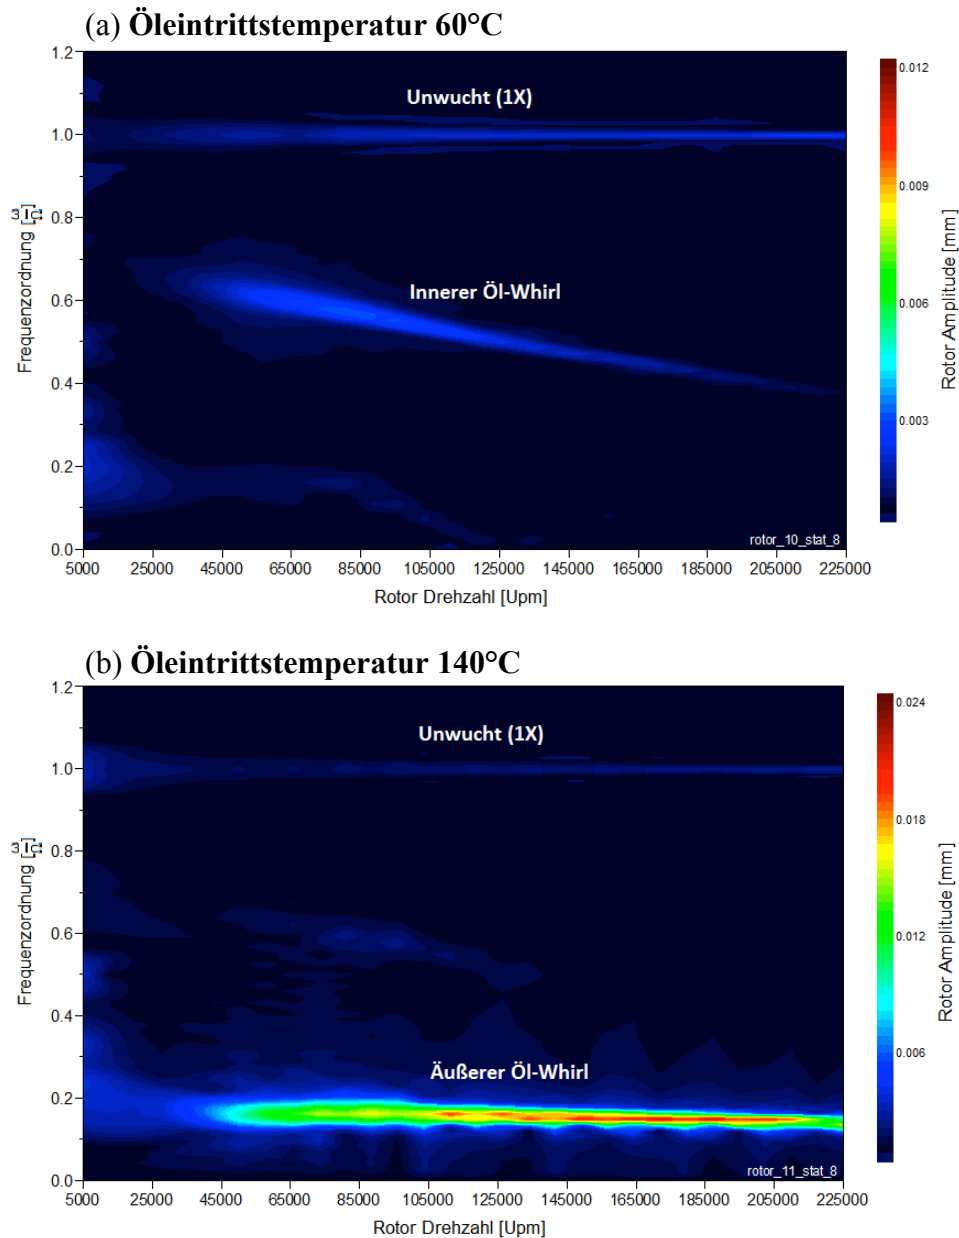 (a) Öleintrittstemperatur 60°C
1.2
1.0
0.8
0.6
0.4
0.2
0.0
Frequenzordnung [-]
Unwucht (1X)
Innerer Öl-Whirl
rotor_10_stat_8
5000 25000 45000 65000 85000 105000 125000 145000 165000 185000 205000 225000
Rotor Drehzahl [Upm]
0.012
0.009
0.006
0.003
Rotor Amplitude [mm]
(b) Öleintrittstemperatur 140°C
1.2
1.0
0.8
0.6
0.4
0.2
0.0
Frequenzordnung [-]
Unwucht (1X)
Äußerer Öl-Whirl
rotor_11_stat_8
5000 25000 45000 65000 85000 105000 125000 145000 165000 185000 205000 225000
Rotor Drehzahl [Upm]
0.024
0.018
0.012
0.006
Rotor Amplitude [mm]